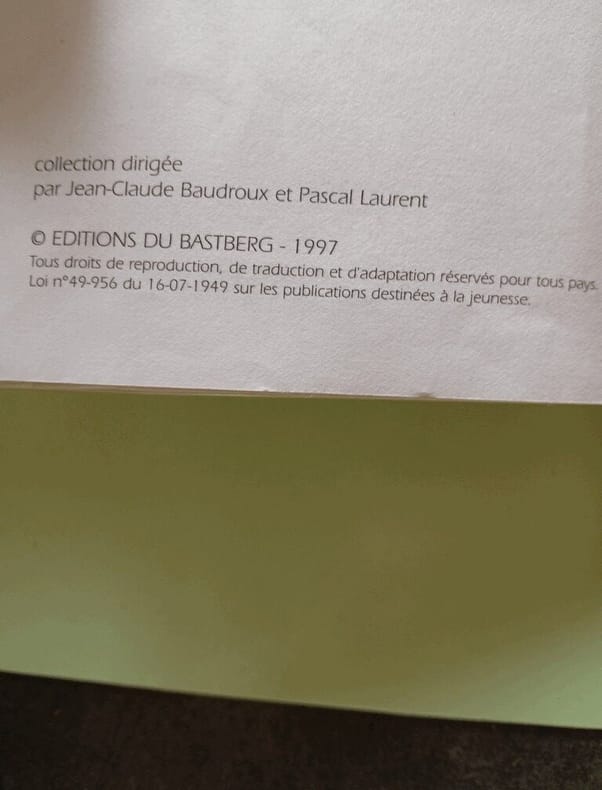 collection dirigée
par Jean-Claude Baudroux et Pascal Laurent
© EDITIONS DU BASTBERG - 1997
Tous droits de reproduction, de traduction et d'adaptation réservés pour tous pays.
Loi n°49-956 du 16-07-1949 sur les publications destinées à la jeunesse.